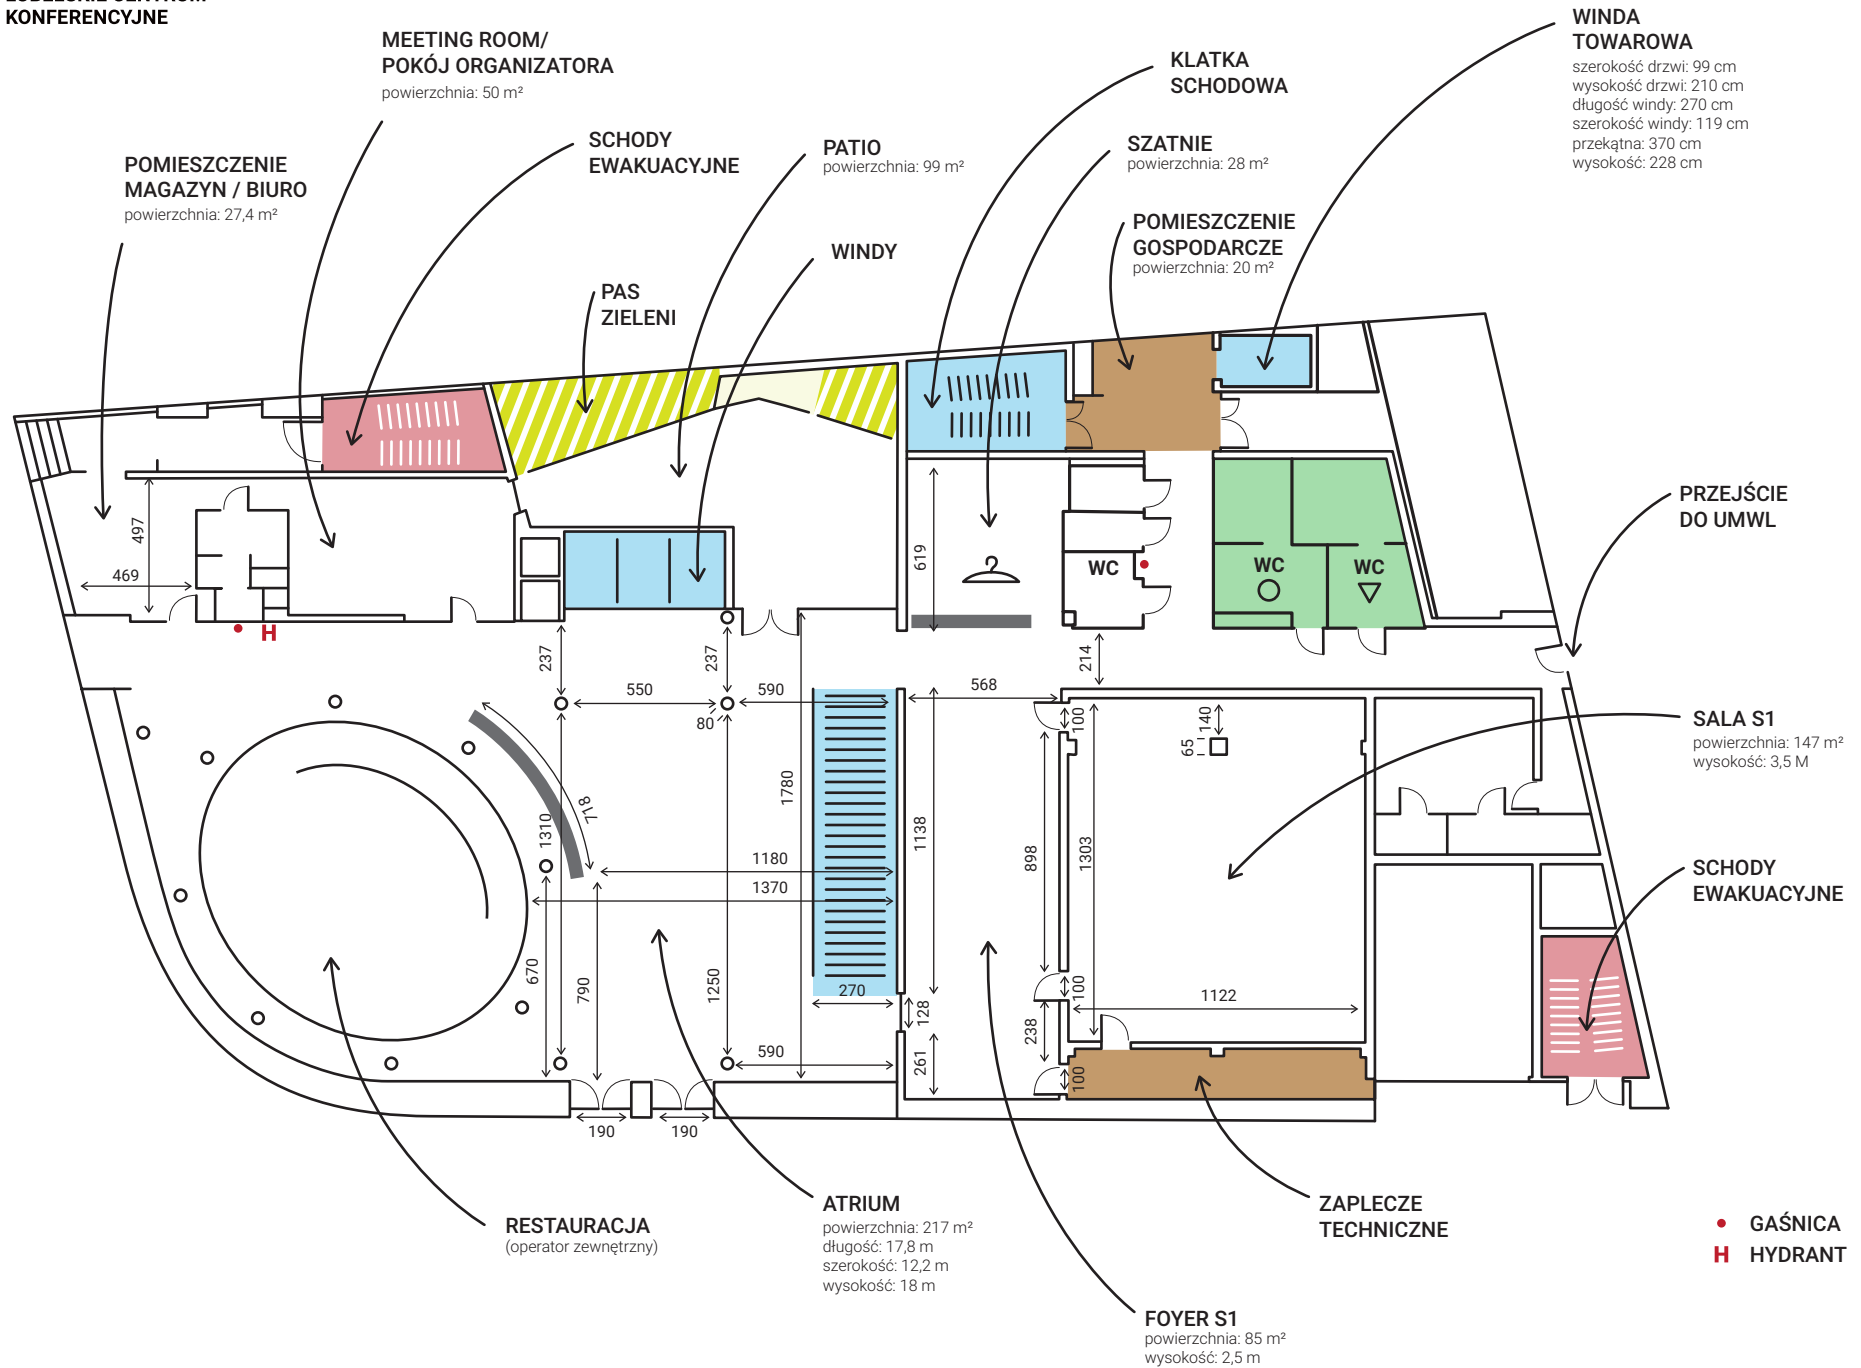 KONFERENCYJNE
MEETING ROOM/
POKÓJ ORGANIZATORA
powierzchnia: 50 m²
POMIESZCZENIE
MAGAZYN / BIURO
powierzchnia: 27,4 m²
SCHODY
EWAKUACYJNE
PAS
ZIELENI
PATIO
powierzchnia: 99 m²
WINDY
KLATKA
SCHODOWA
SZATNIE
powierzchnia: 28 m²
POMIESZCZENIE
GOSPODARCZE
powierzchnia: 20 m²
WINDA
TOWAROWA
szerokość drzwi: 99 cm
wysokość drzwi: 210 cm
długość windy: 270 cm
szerokość windy: 119 cm
przekątna: 370 cm
wysokość: 228 cm
PRZEJŚCIE
DO UMWL
497
469
H
619
WC
WC
WC
237
237
214
550
590
568
80
100
140
65
1780
718
1310
1138
898
1303
1180
1370
670
790
1250
270
128
100
1122
238
261
590
100
190
190
SALA S1
powierzchnia: 147 m²
wysokość: 3,5 M
SCHODY
EWAKUACYJNE
RESTAURACJA
(operator zewnętrzny)
ATRIUM
powierzchnia: 217 m²
długość: 17,8 m
szerokość: 12,2 m
wysokość: 18 m
FOYER S1
powierzchnia: 85 m²
wysokość: 2,5 m
ZAPLECZE
TECHNICZNE
GAŚNICA
H HYDRANT